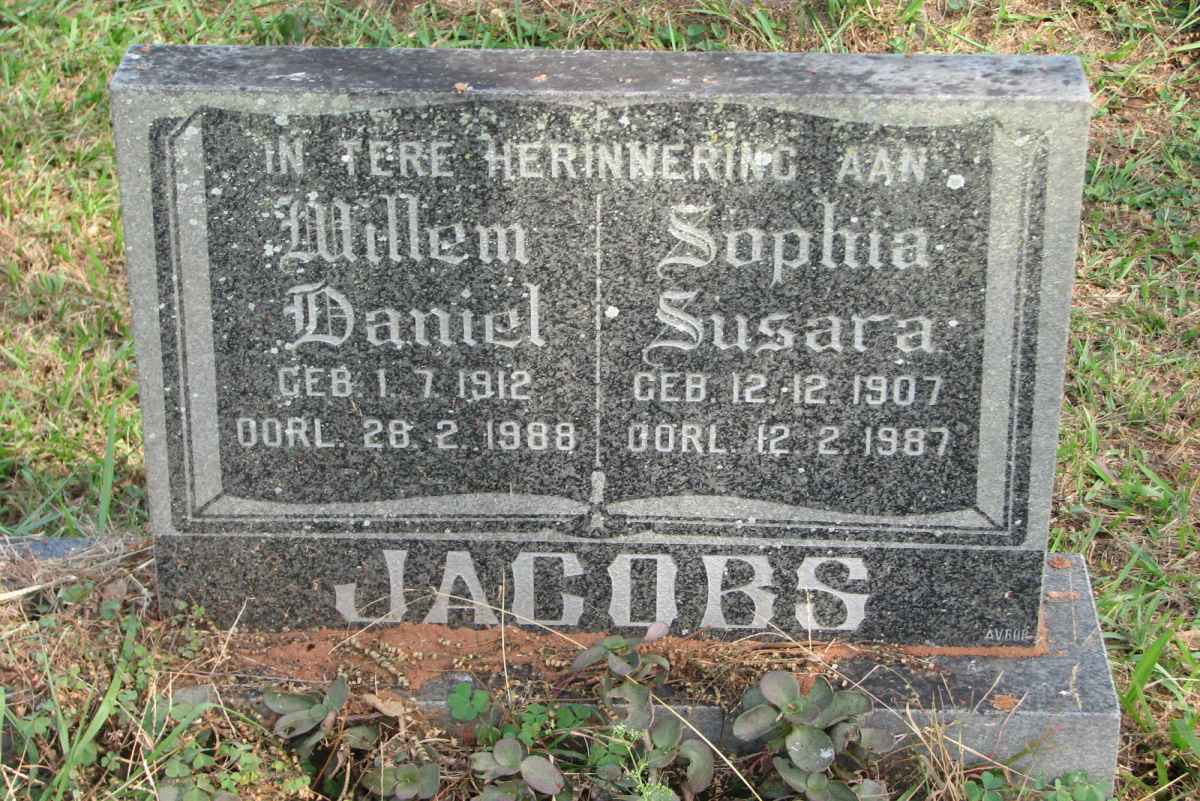 IN TERE HERINNERING AAN
Willem
Daniel
GEB 1.7.1912
OORL. 28.2.1988
Sophia
Susara
GEB. 12.12.1907
OORL. 12.2.1987
JACOBS